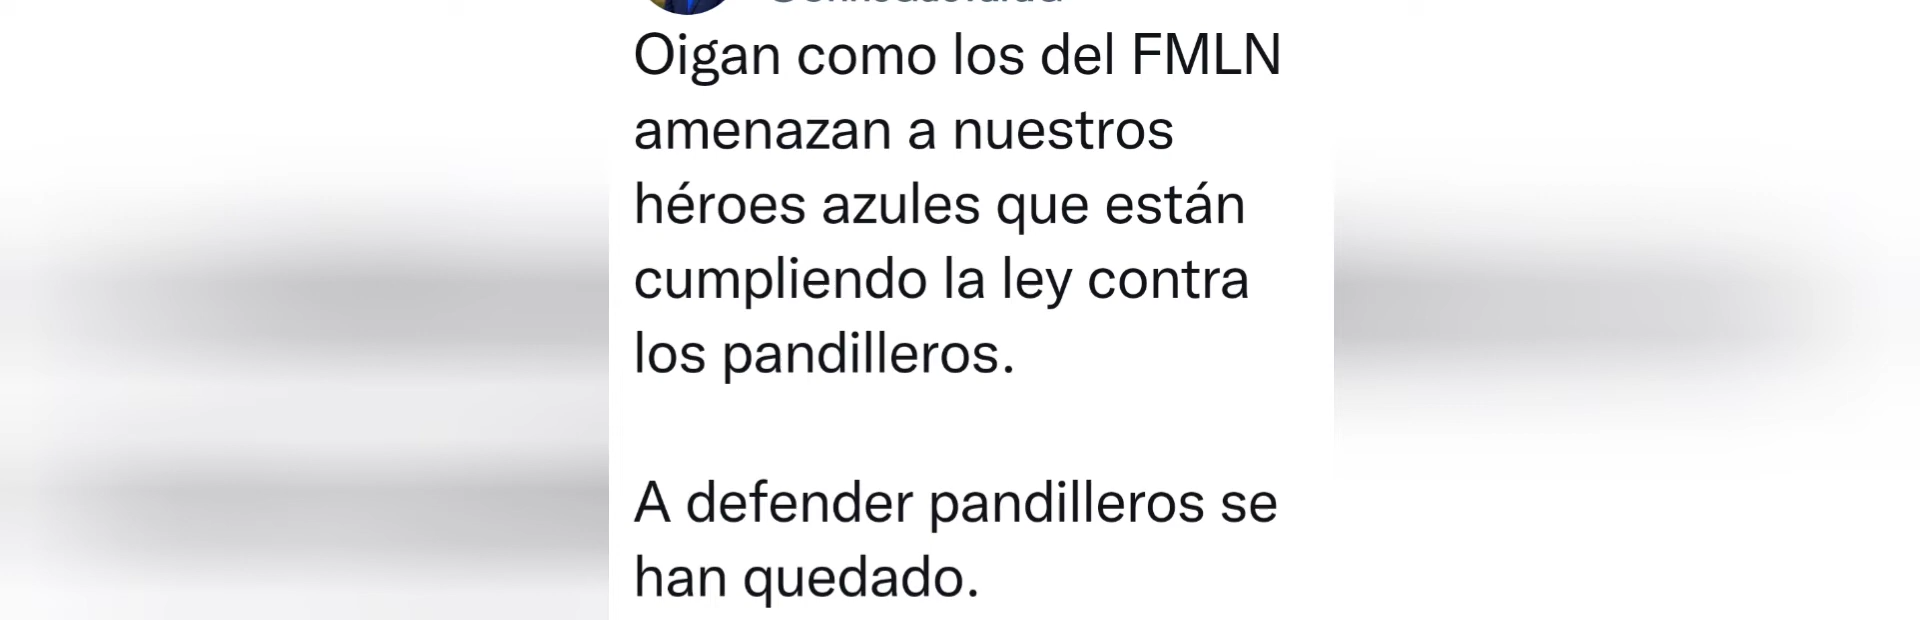 Oigan como los del FMLN
amenazan a nuestros
héroes azules que están
cumpliendo la ley contra
los pandilleros.
A defender pandilleros se
han quedado.